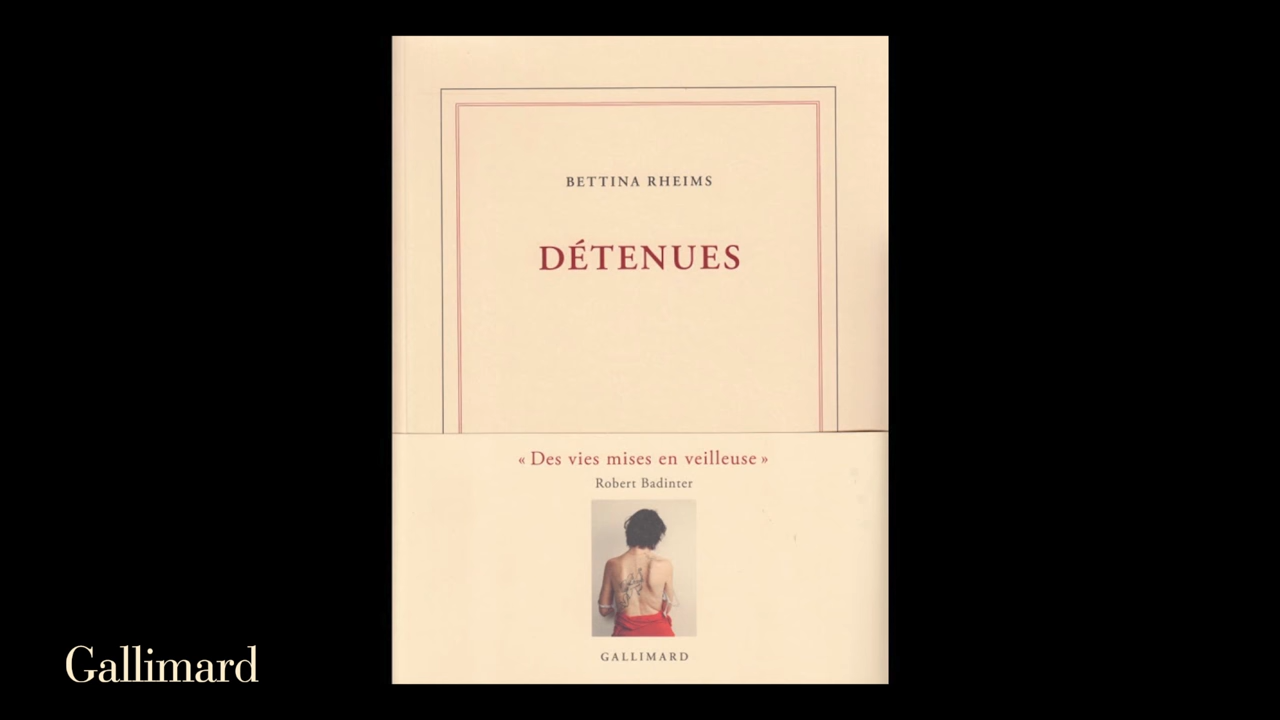 BETTINA RHEIMS
DÉTENUES
« Des vies mises en veilleuse »
Robert Badinter
GALLIMARD
Gallimard